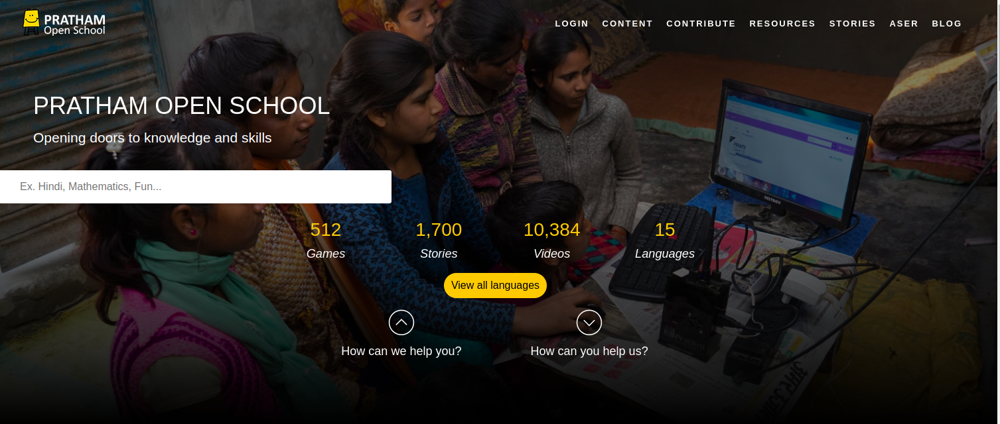 PRATHAM
Open School
LOGIN CONTENT CONTRIBUTE RESOURCES STORIES ASER BLOG
PRATHAM OPEN SCHOOL
Opening doors to knowledge and skills
Ex. Hindi, Mathematics, Fun...
512 1,700 10,384 15
Games Stories Videos Languages
View all languages
How can we help you? How can you help us?